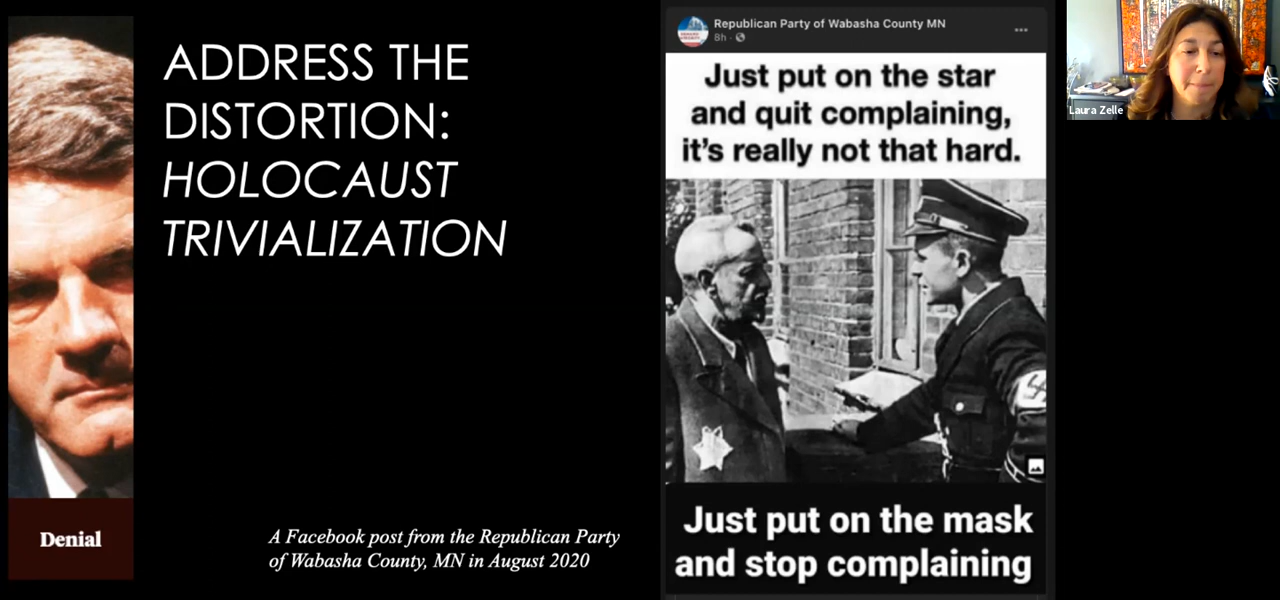 ADDRESS THE
DISTORTION:
HOLOCAUST
TRIVIALIZATION
Denial
A Facebook post from the Republican Party
of Wabasha County, MN in August 2020
Republican Party of Wabasha County MN
8h ·
Just put on the star
and quit complaining,
it's really not that hard.
Just put on the mask
and stop complaining
Laura Zelle